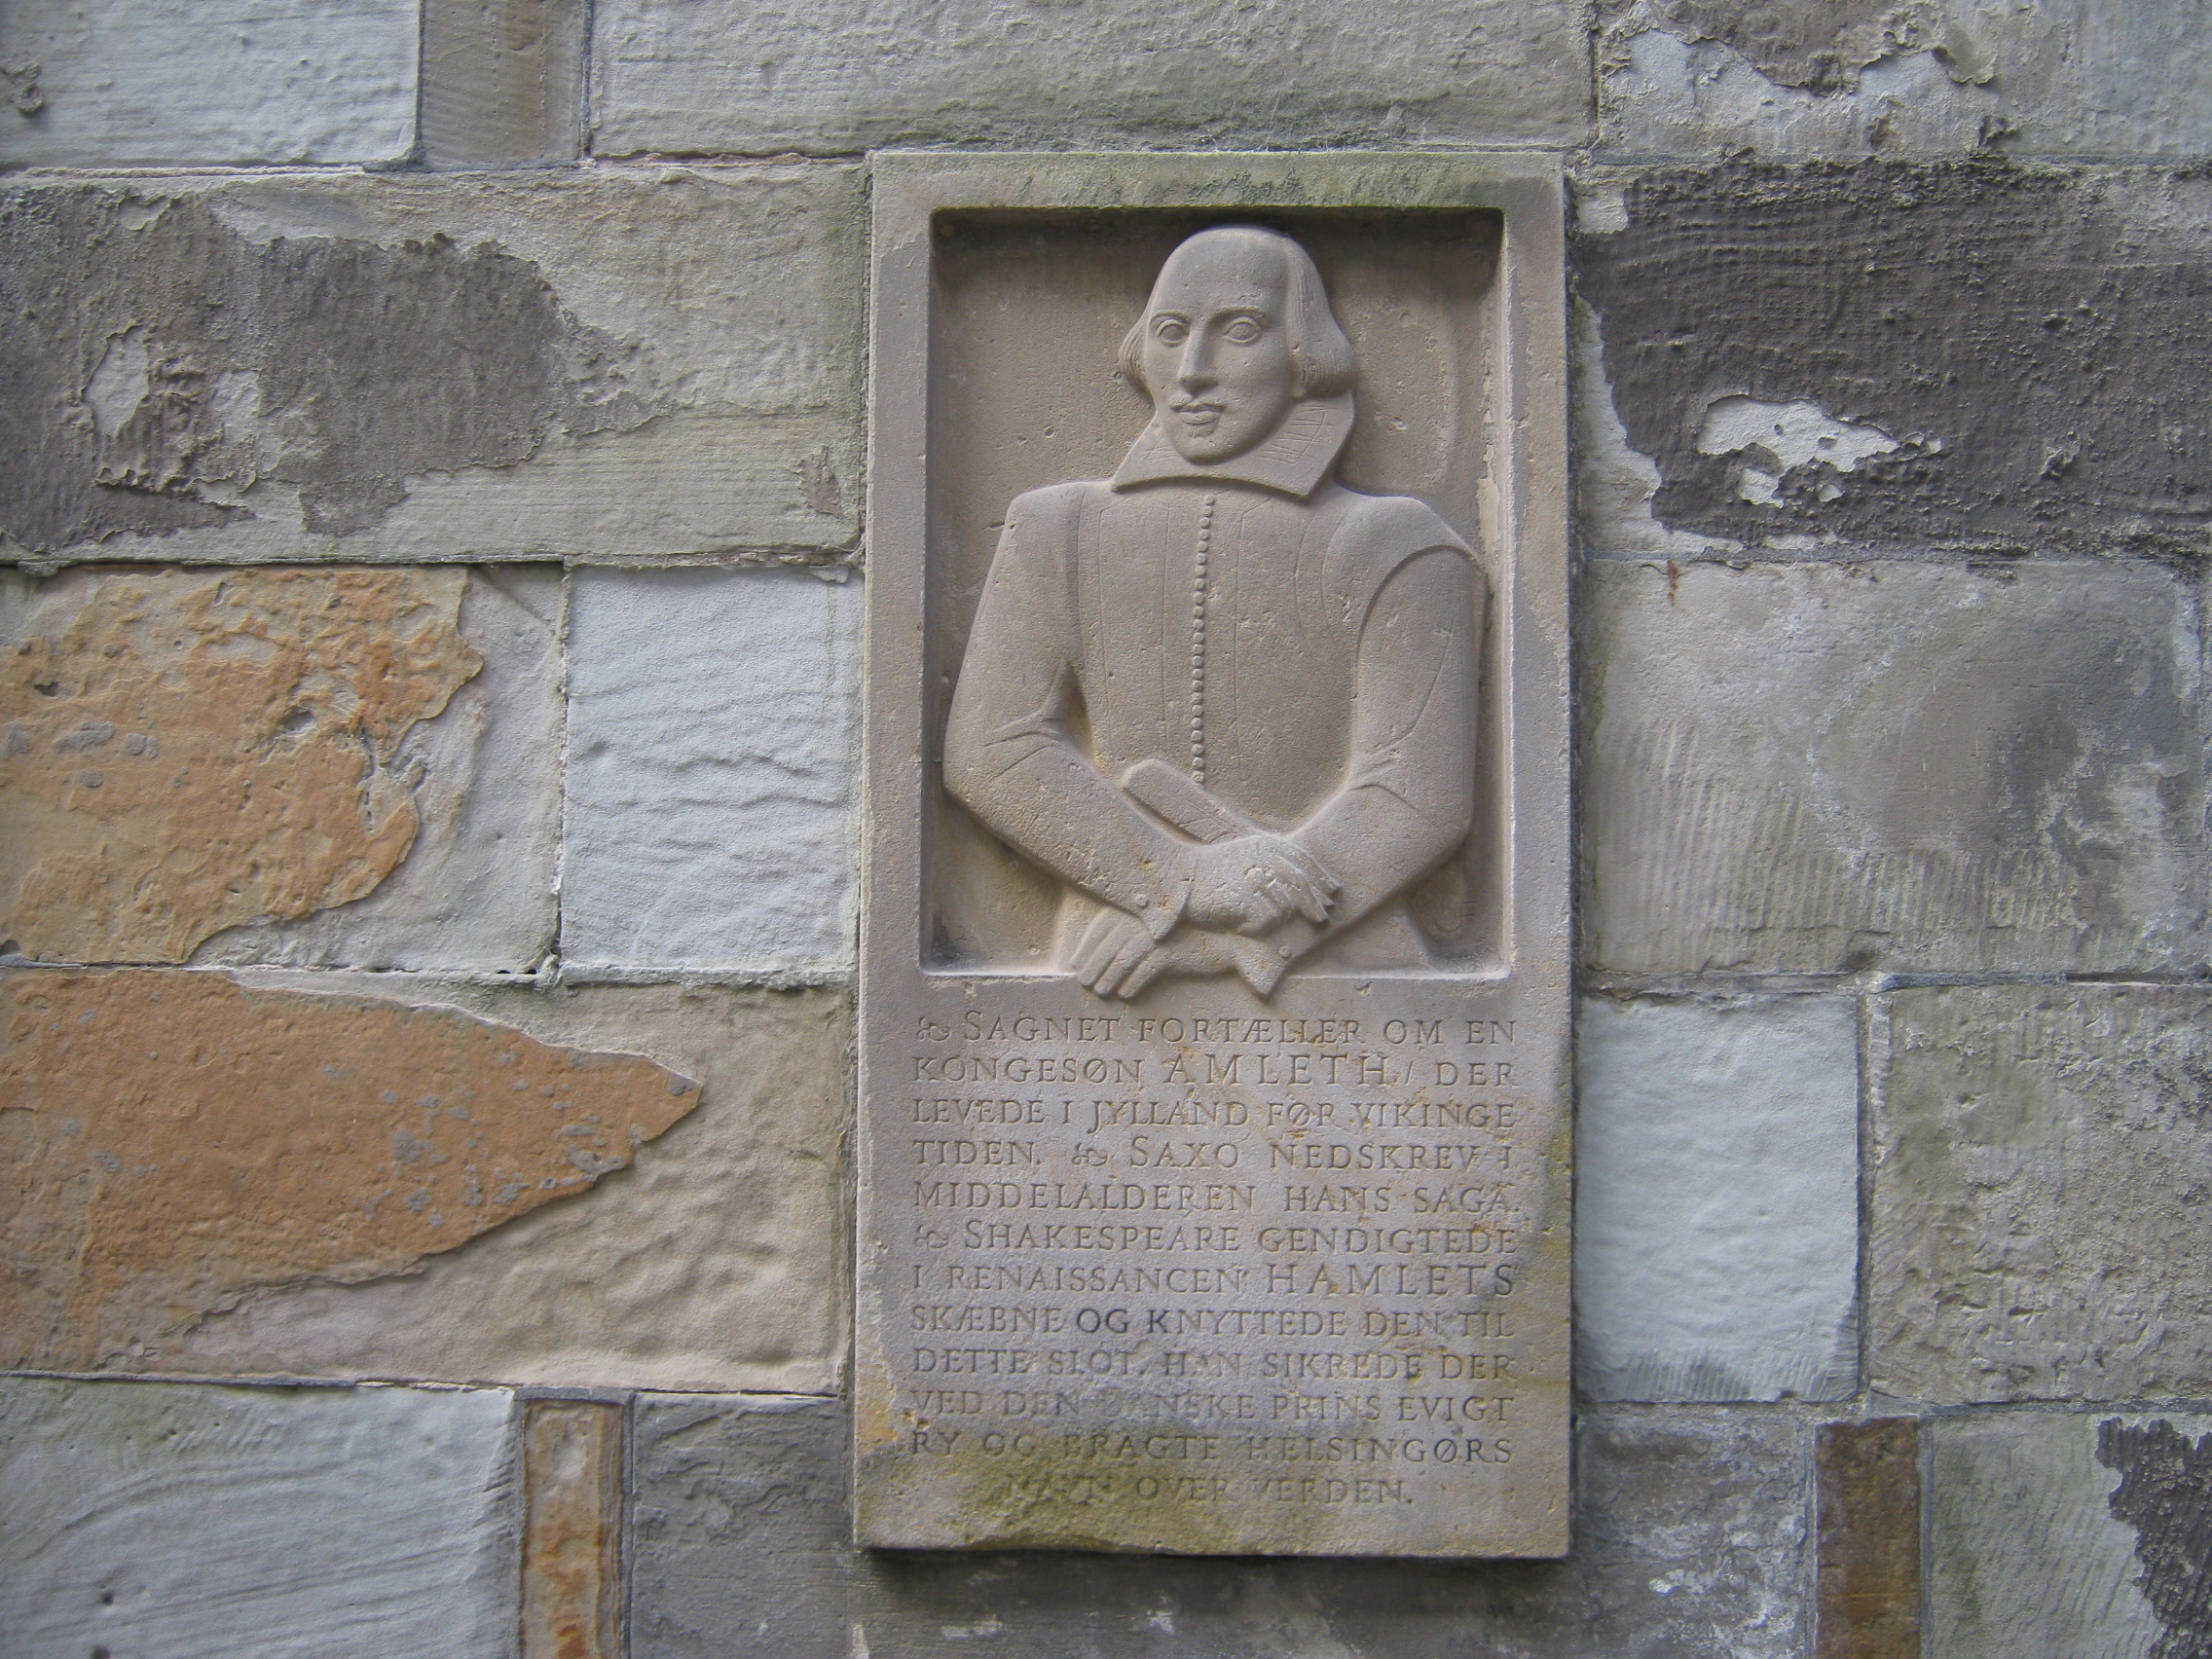 SAGNET FORTÆLLER OM EN
KONGESØN AMLETH / DER
LEVEDE I JYLLAND FØR VIKINGE
TIDEN. SAXO NEDSKREV I
MIDDELALDEREN HANS SAGA.
SHAKESPEARE GENDIGTEDE
I RENAISSANCEN HAMLETS
SKÆBNE OG KNYTTEDE DEN TIL
DETTE SLOT. HAN SIKREDE DER
VED DEN DANSKE PRINS EVIGT
RY OG BRAGTE HELSINGØRS
NAVN OVER VERDEN.